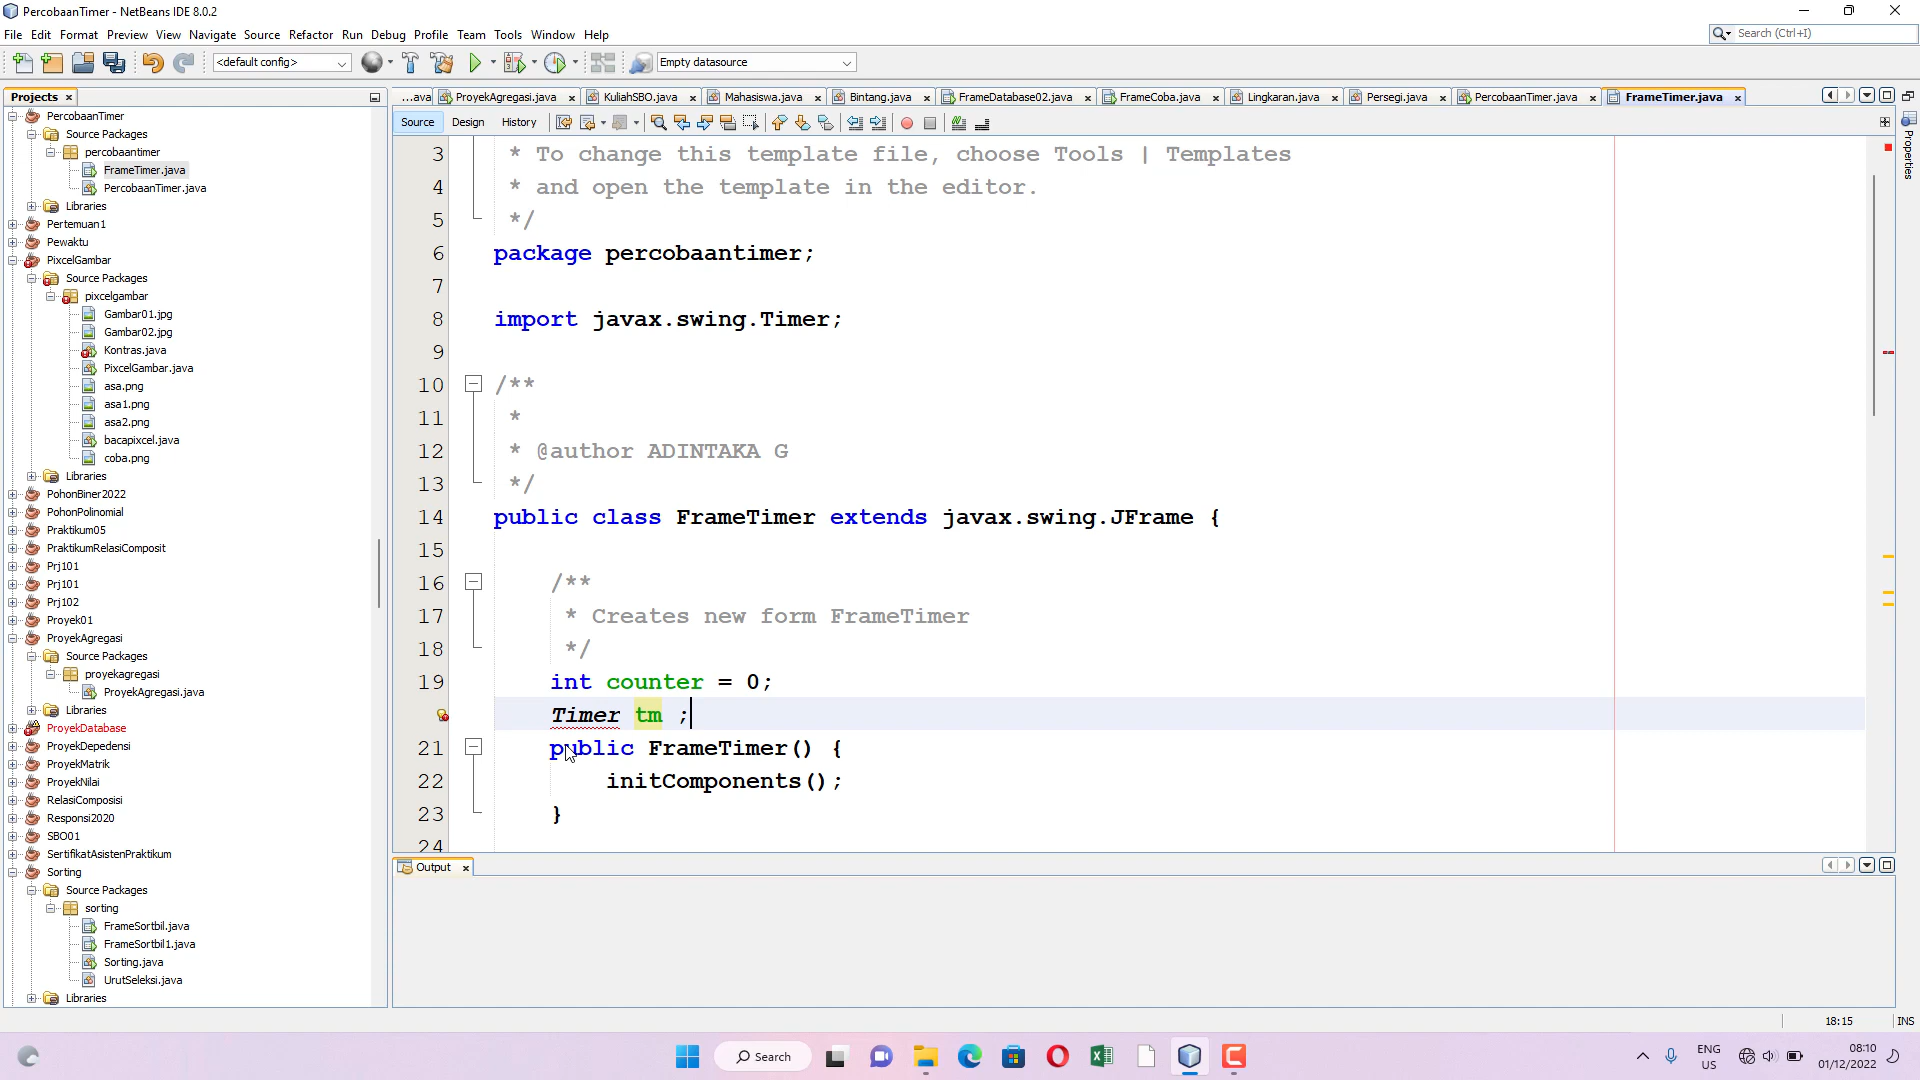 PercobaanTimer - NetBeans IDE 8.0.2
File Edit Format Preview View Navigate Source Refactor Run Debug Profile Team Tools Window Help
Search (Ctrl+I)
<default config>
Empty datasource
Projects
...ava ProyekAgregasi.java KuliahSBO.java Mahasiswa.java Bintang.java FrameDatabase02.java FrameCoba.java Lingkaran.java Persegi.java PercobaanTimer.java FrameTimer.java
Source Design History
Properties
PercobaanTimer
Source Packages
percobaantimer
FrameTimer.java
PercobaanTimer.java
Libraries
Pertemuan1
Pewaktu
PixcelGambar
Source Packages
pixcelgambar
Gambar01.jpg
Gambar02.jpg
Kontras.java
PixcelGambar.java
asa.png
asa1.png
asa2.png
bacapixcel.java
coba.png
Libraries
PohonBiner2022
PohonPolinomial
Praktikum05
PraktikumRelasiComposit
Prj101
Prj101
Prj102
Proyek01
ProyekAgregasi
Source Packages
proyekagregasi
ProyekAgregasi.java
Libraries
ProyekDatabase
ProyekDepedensi
ProyekMatrik
ProyekNilai
RelasiComposisi
Responsi2020
SBO01
SertifikatAsistenPraktikum
Sorting
Source Packages
sorting
FrameSortbil.java
FrameSortbil1.java
Sorting.java
UrutSeleksi.java
Libraries
3 * To change this template file, choose Tools | Templates
4 * and open the template in the editor.
5 */
6 package percobaantimer;
7
8 import javax.swing.Timer;
9
10 /**
11 *
12 * @author ADINTAKA G
13 */
14 public class FrameTimer extends javax.swing.JFrame {
15
16 /**
17 * Creates new form FrameTimer
18 */
19 int counter = 0;
Timer tm ;
21 public FrameTimer() {
22 initComponents();
23 }
24
Output
18:15 INS
Search
ENG
US
08:10
01/12/2022